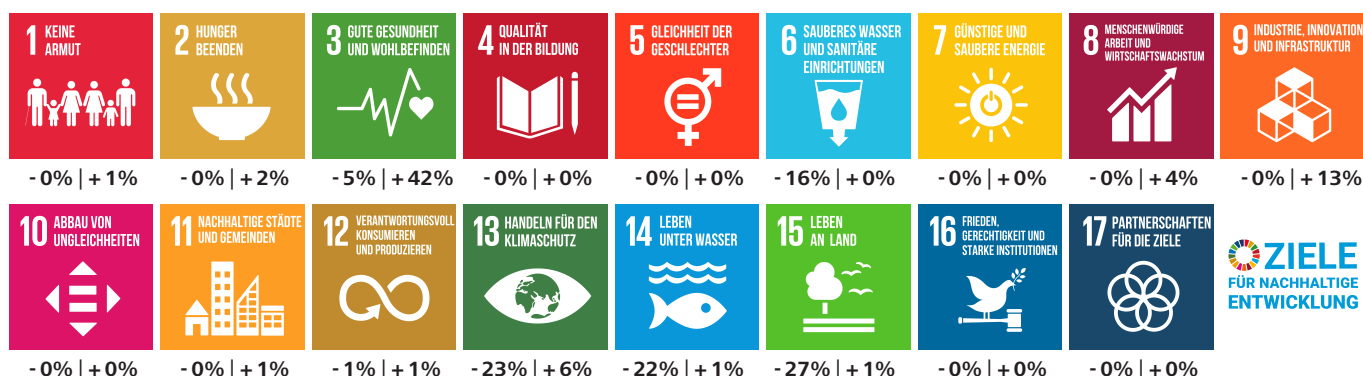 1 KEINE
ARMUT
2 HUNGER
BEENDEN
3 GUTE GESUNDHEIT
UND WOHLBEFINDEN
4 QUALITÄT
IN DER BILDUNG
5 GLEICHHEIT DER
GESCHLECHTER
6 SAUBERES WASSER
UND SANITÄRE
EINRICHTUNGEN
7 GÜNSTIGE UND
SAUBERE ENERGIE
8 MENSCHENWÜRDIGE
ARBEIT UND
WIRTSCHAFTSWACHSTUM
9 INDUSTRIE, INNOVATION
UND INFRASTRUKTUR
- 0% | + 1%
- 0% | + 2%
- 5% | + 42%
- 0% | + 0%
- 0% | + 0%
- 16% | + 0%
- 0% | + 0%
- 0% | + 4%
- 0% | + 13%
10 ABBAU VON
UNGLEICHHEITEN
11 NACHHALTIGE STÄDTE
UND GEMEINDEN
12 VERANTWORTUNGSVOLL
KONSUMIEREN
UND PRODUZIEREN
13 HANDELN FÜR DEN
KLIMASCHUTZ
14 LEBEN
UNTER WASSER
15 LEBEN
AN LAND
16 FRIEDEN,
GERECHTIGKEIT UND
STARKE INSTITUTIONEN
17 PARTNERSCHAFTEN
FÜR DIE ZIELE
ZIELE
FÜR NACHHALTIGE
ENTWICKLUNG
- 0% | + 0%
- 0% | + 1%
- 1% | + 1%
- 23% | + 6%
- 22% | + 1%
- 27% | + 1%
- 0% | + 0%
- 0% | + 0%